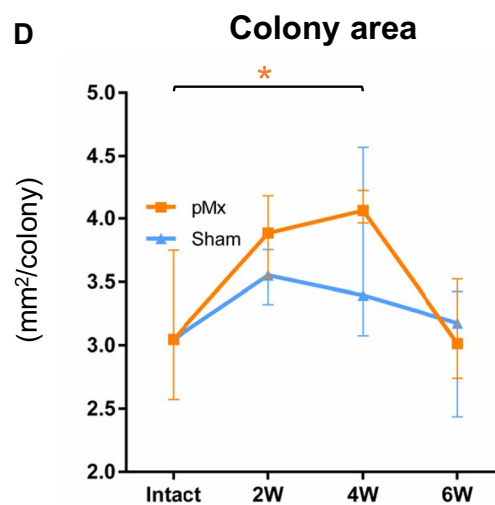 D
Colony area
*
(mm²/colony)
5.0
4.5
4.0
3.5
3.0
2.5
2.0
pMx
Sham
Intact 2W 4W 6W